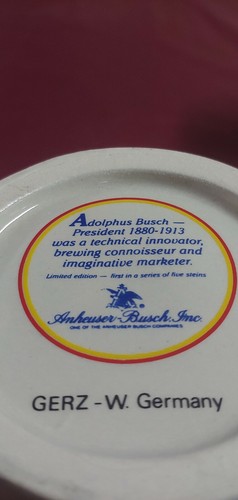 Adolphus Busch —
President 1880-1913
was a technical innovator,
brewing connoisseur and
imaginative marketer.
Limited edition — first in a series of five steins
Anheuser-Busch, Inc.
ONE OF THE ANHEUSER BUSCH COMPANIES
GERZ - W. Germany